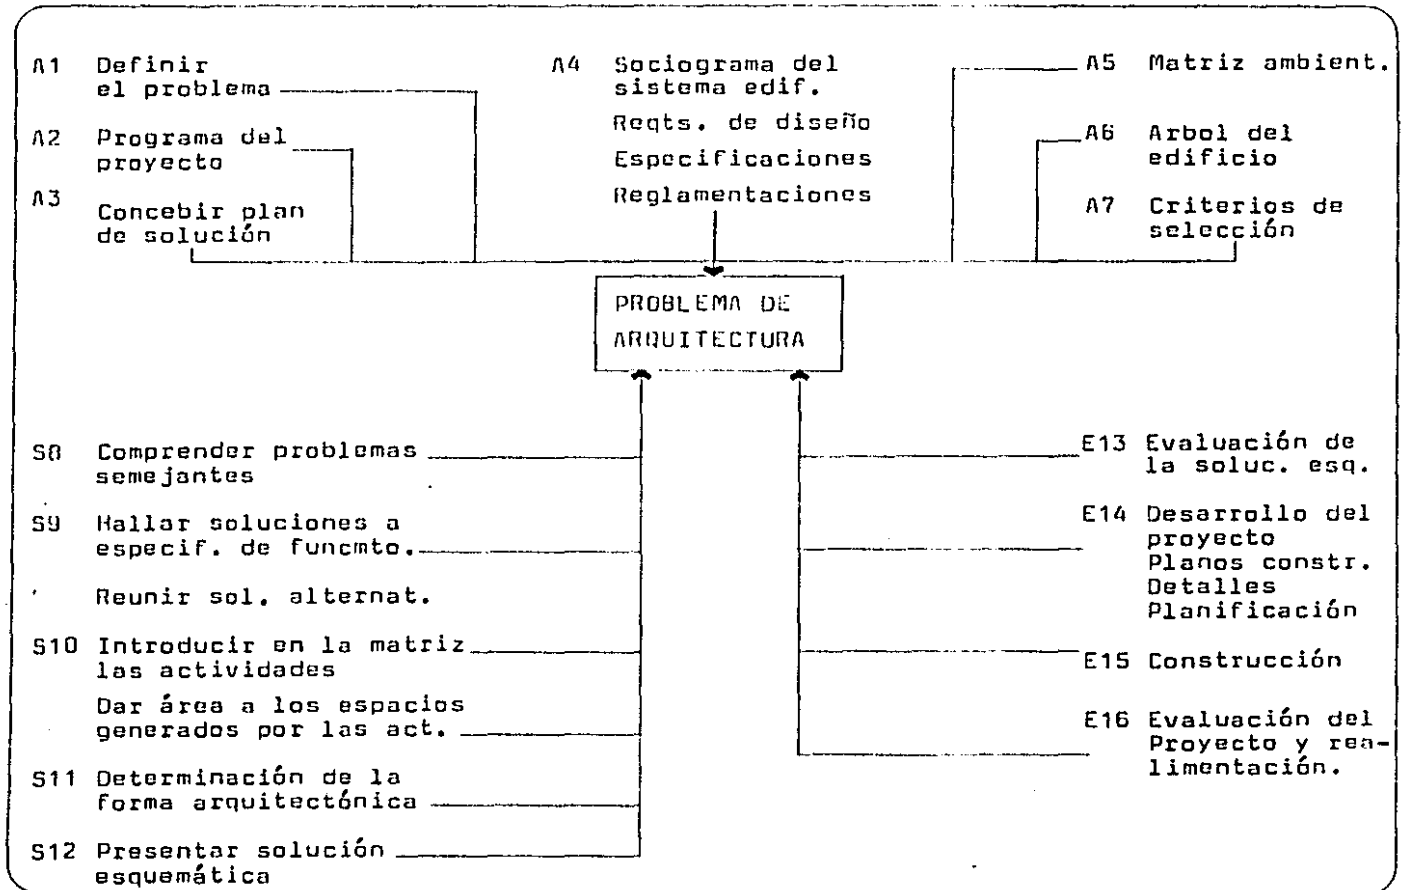 A1 Definir
el problema
A2 Programa del
proyecto
A3 Concebir plan
de solución
A4 Sociograma del
sistema edif.
Reqts. de diseño
Especificaciones
Reglamentaciones
A5 Matriz ambient.
A6 Arbol del
edificio
A7 Criterios de
selección
PROBLEMA DE
ARQUITECTURA
S8 Comprender problemas
semejantes
S9 Hallar soluciones a
especif. de funcmto.
Reunir sol. alternat.
S10 Introducir en la matriz
las actividades
Dar área a los espacios
generados por las act.
S11 Determinación de la
forma arquitectónica
S12 Presentar solución
esquemática
E13 Evaluación de
la soluc. esq.
E14 Desarrollo del
proyecto
Planos constr.
Detalles
Planificación
E15 Construcción
E16 Evaluación del
Proyecto y rea-
limentación.